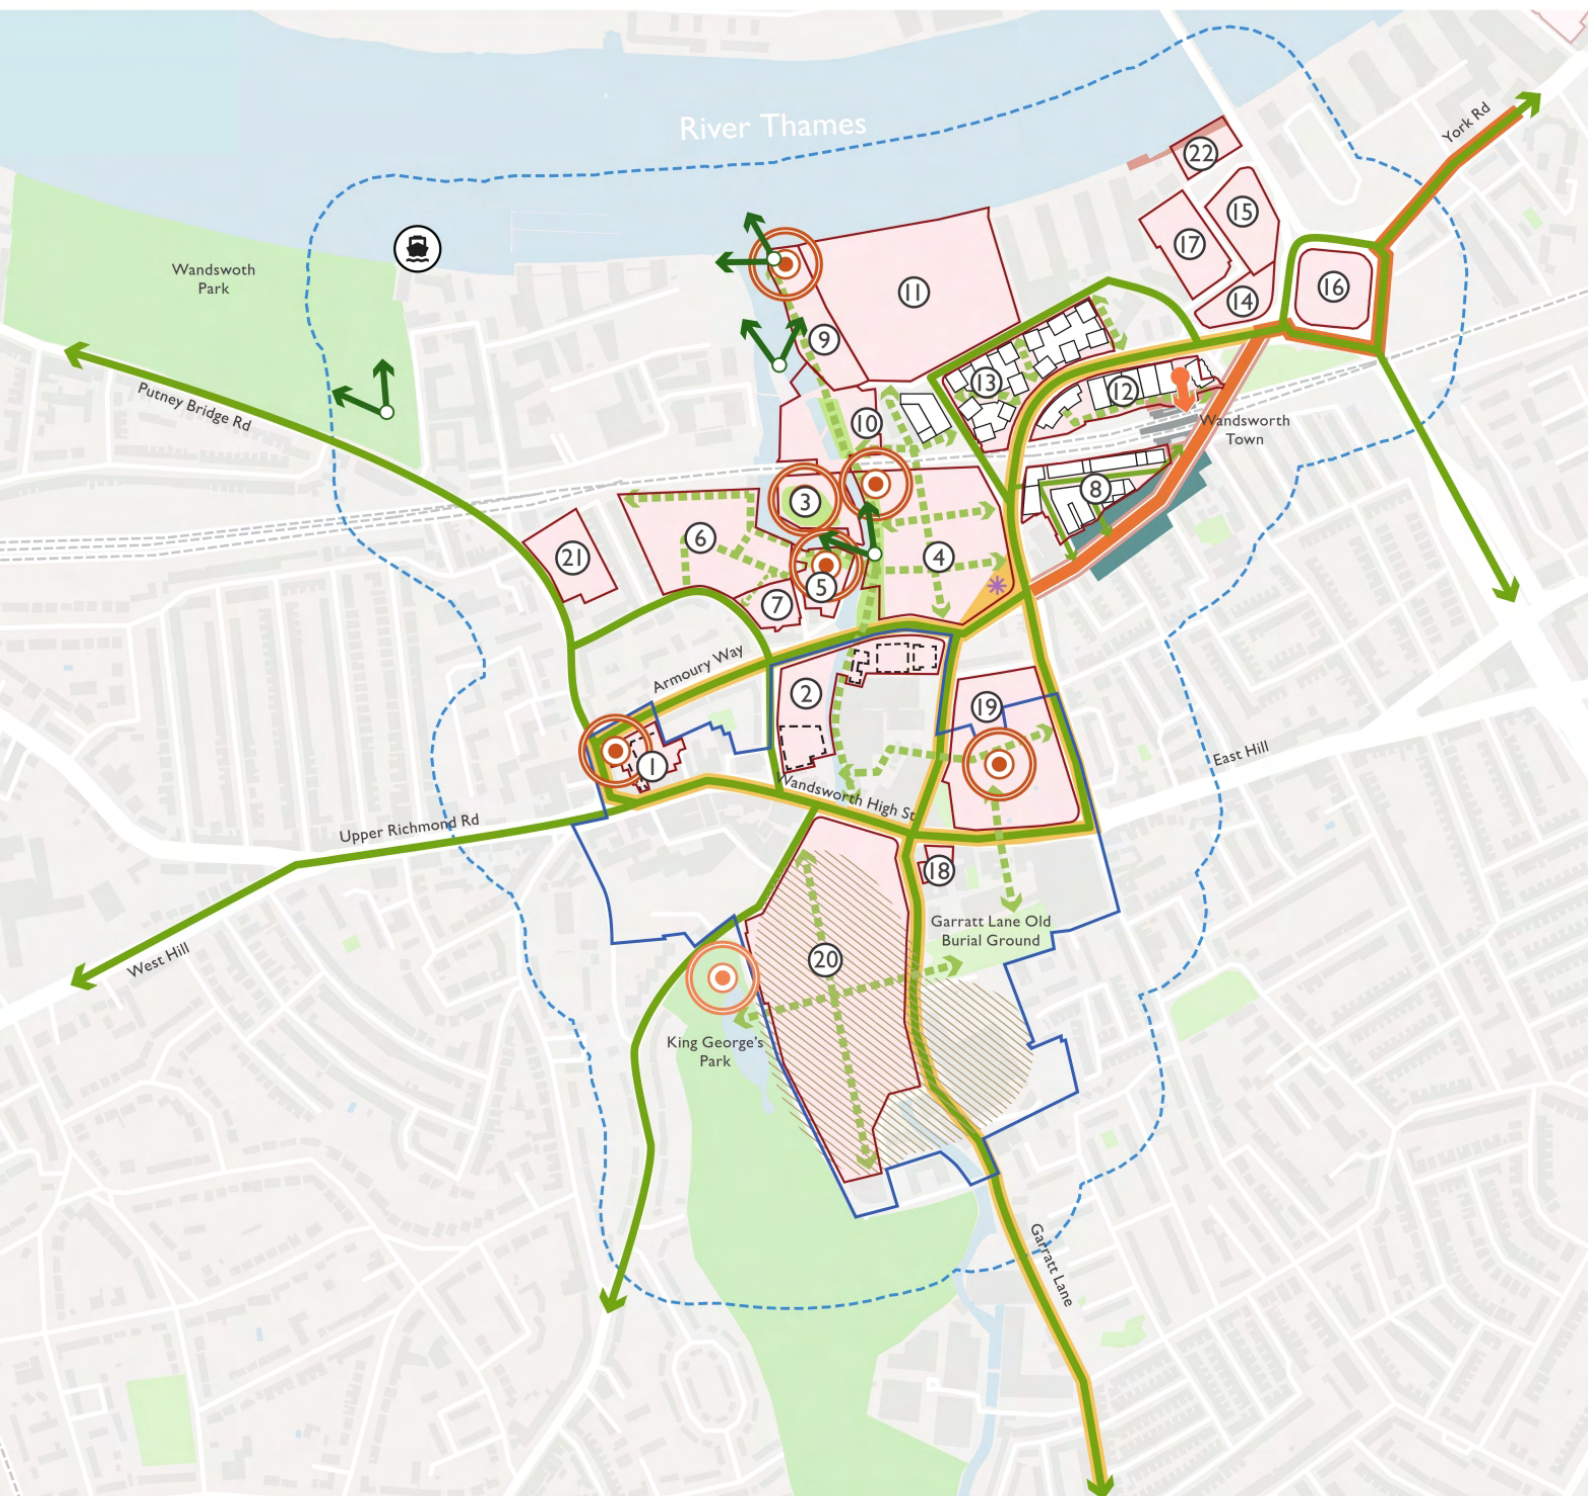 River Thames
York Rd
22
15
17
14
16
Wandswoth
Park
11
9
13
12
Putney Bridge Rd
10
Wandsworth
Town
8
3
6
4
21
5
7
Armoury Way
2
19
1
East Hill
Wandsworth High St
Upper Richmond Rd
18
Garratt Lane Old
Burial Ground
West Hill
20
King George's
Park
Garratt Lane